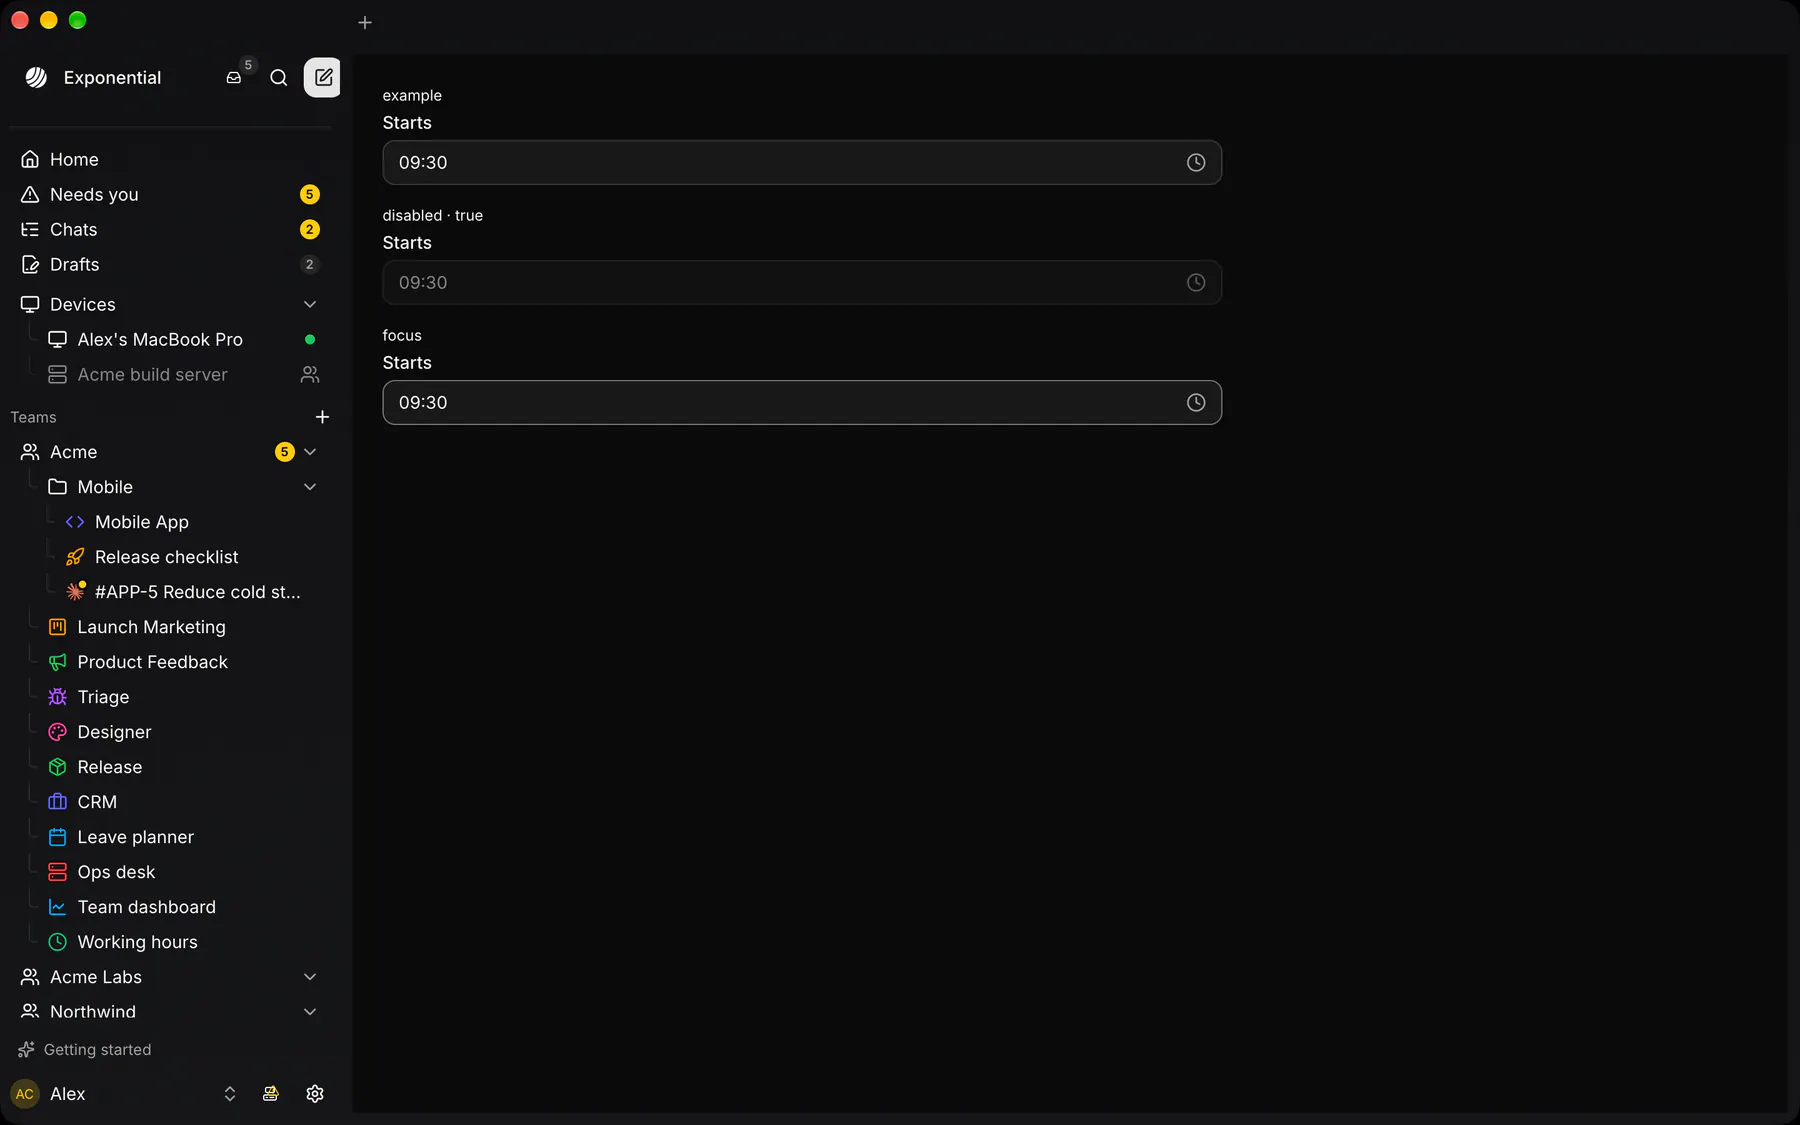 Exponential
5
Home
Needs you
5
Chats
2
Drafts
2
Devices
Alex's MacBook Pro
Acme build server
Teams
Acme
5
Mobile
Mobile App
Release checklist
#APP-5 Reduce cold st...
Launch Marketing
Product Feedback
Triage
Designer
Release
CRM
Leave planner
Ops desk
Team dashboard
Working hours
Acme Labs
Northwind
Getting started
AC
Alex
example
Starts
09:30
disabled · true
Starts
09:30
focus
Starts
09:30